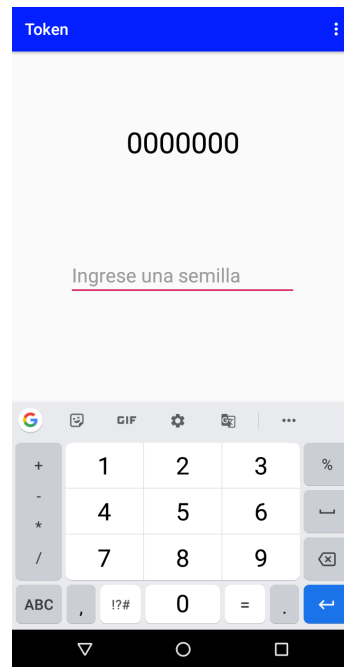 Token
0000000
Ingrese una semilla
G GIF G
+ 1 2 3 %
-
4 5 6
*
/ 7 8 9
ABC , !?# 0 = .